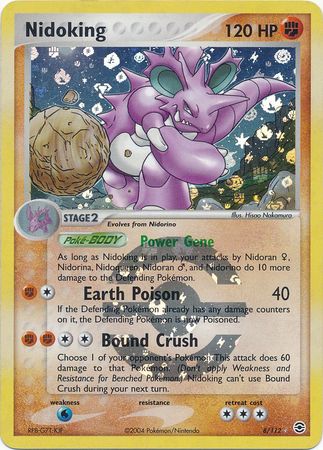 Nidoking 120 HP
Illus. Hisao Nakamura
STAGE 2
Evolves from Nidorino
Poké-BODY Power Gene
As long as Nidoking is in play, your attacks by Nidoran ♀,
Nidorina, Nidoqueen, Nidoran ♂, and Nidorino do 10 more
damage to the Defending Pokémon.
Earth Poison 40
If the Defending Pokémon already has any damage counters
on it, the Defending Pokémon is now Poisoned.
Bound Crush
Choose 1 of your opponent's Pokémon. This attack does 60
damage to that Pokémon. (Don't apply Weakness and
Resistance for Benched Pokémon.) Nidoking can't use Bound
Crush during your next turn.
weakness resistance retreat cost
©2004 Pokémon/Nintendo 8/112